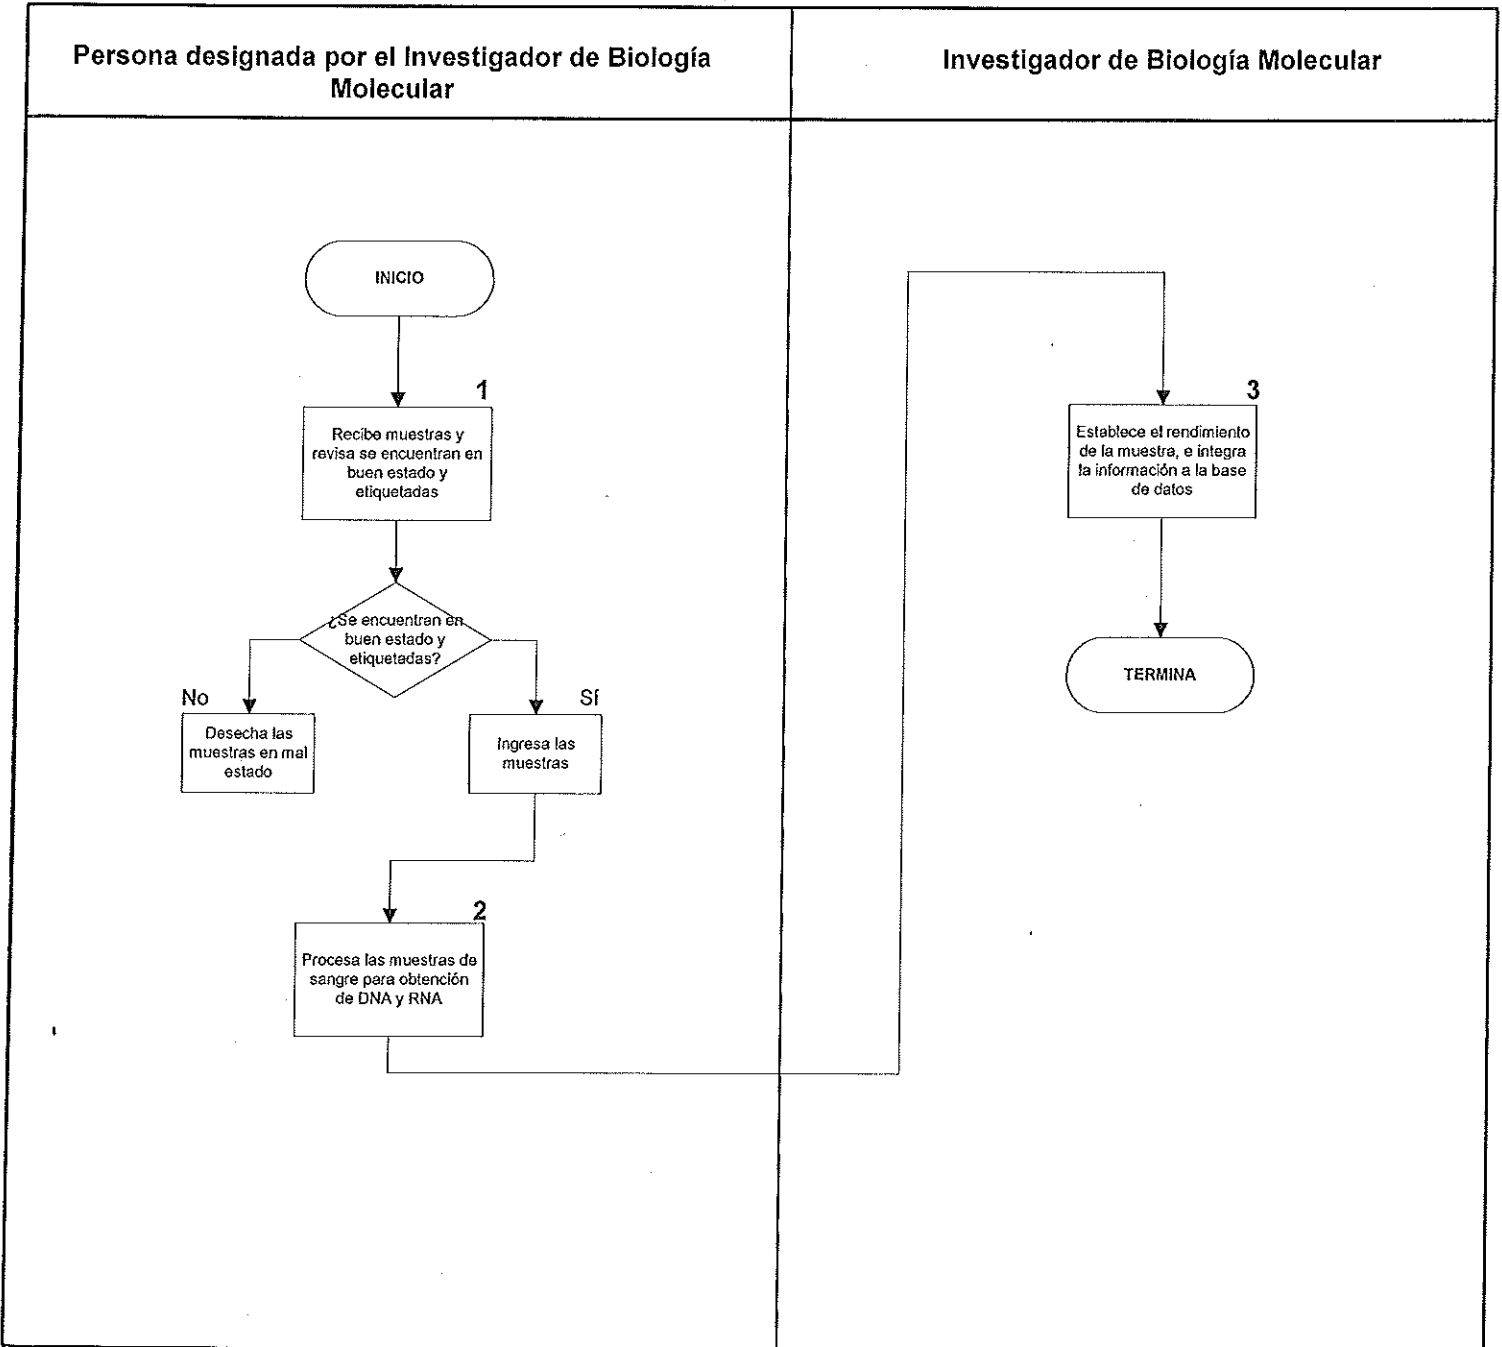 Persona designada por el Investigador de Biología
Molecular
Investigador de Biología Molecular
INICIO
1
Recibe muestras y
revisa se encuentran en
buen estado y
etiquetadas
¿Se encuentran en
buen estado y
etiquetadas?
No
Sí
Desecha las
muestras en mal
estado
Ingresa las
muestras
2
Procesa las muestras de
sangre para obtención
de DNA y RNA
3
Establece el rendimiento
de la muestra, e integra
la información a la base
de datos
TERMINA